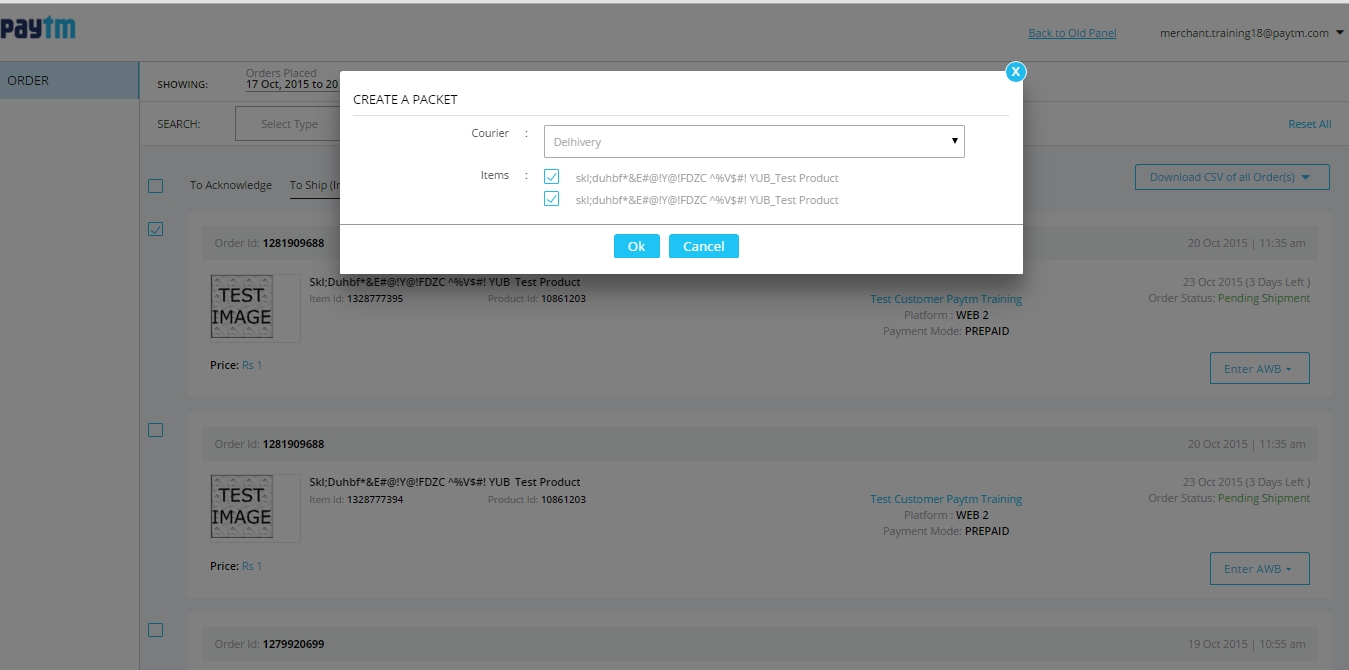 paytm
Back to Old Panel
merchant.training18@paytm.com
ORDER
SHOWING:
Orders Placed
17 Oct, 2015 to 20
SEARCH:
Select Type
Reset All
X
CREATE A PACKET
Courier :
Delhivery
Items :
skl;duhbf*&E#@!Y@!FDZC ^%V$#! YUB_Test Product
skl;duhbf*&E#@!Y@!FDZC ^%V$#! YUB_Test Product
Ok
Cancel
To Acknowledge
To Ship (In
Download CSV of all Order(s)
Order Id: 1281909688
20 Oct 2015 | 11:35 am
TEST
IMAGE
Skl;Duhbf*&E#@!Y@!FDZC ^%V$#! YUB Test Product
Item Id: 1328777395
Product Id: 10861203
Test Customer Paytm Training
Platform : WEB 2
Payment Mode: PREPAID
23 Oct 2015 (3 Days Left )
Order Status: Pending Shipment
Price: Rs 1
Enter AWB
Order Id: 1281909688
20 Oct 2015 | 11:35 am
TEST
IMAGE
Skl;Duhbf*&E#@!Y@!FDZC ^%V$#! YUB Test Product
Item Id: 1328777394
Product Id: 10861203
Test Customer Paytm Training
Platform : WEB 2
Payment Mode: PREPAID
23 Oct 2015 (3 Days Left )
Order Status: Pending Shipment
Price: Rs 1
Enter AWB
Order Id: 1279920699
19 Oct 2015 | 10:55 am